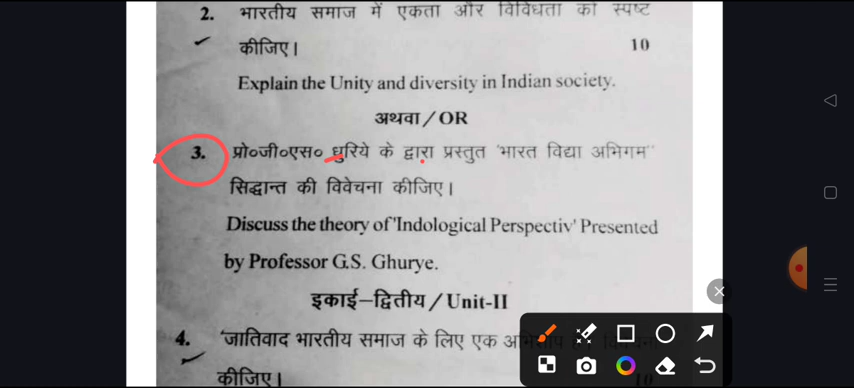 2. भारतीय समाज में एकता और विविधता को स्पष्ट
कीजिए। 10
Explain the Unity and diversity in Indian society.
अथवा / OR
3. प्रो०जी०एस० धुरिये के द्वारा प्रस्तुत 'भारत विद्या अभिगम'
सिद्धान्त की विवेचना कीजिए।
Discuss the theory of 'Indological Perspectiv' Presented
by Professor G.S. Ghurye.
इकाई–द्वितीय / Unit-II
4. 'जातिवाद भारतीय समाज के लिए एक
कीजिए। 10